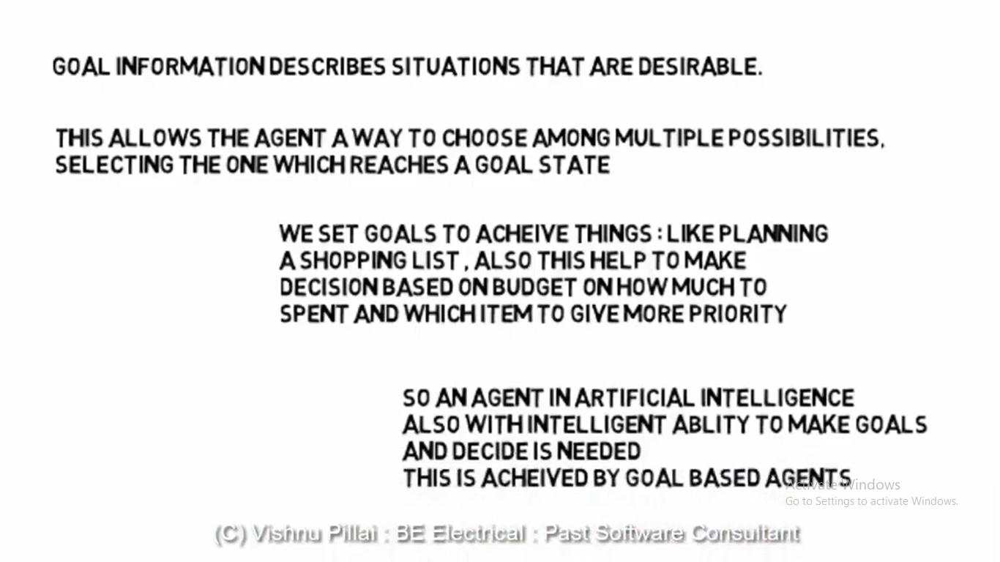 GOAL INFORMATION DESCRIBES SITUATIONS THAT ARE DESIRABLE.
THIS ALLOWS THE AGENT A WAY TO CHOOSE AMONG MULTIPLE POSSIBILITIES,
SELECTING THE ONE WHICH REACHES A GOAL STATE
WE SET GOALS TO ACHEIVE THINGS : LIKE PLANNING
A SHOPPING LIST , ALSO THIS HELP TO MAKE
DECISION BASED ON BUDGET ON HOW MUCH TO
SPENT AND WHICH ITEM TO GIVE MORE PRIORITY
SO AN AGENT IN ARTIFICIAL INTELLIGENCE
ALSO WITH INTELLIGENT ABLITY TO MAKE GOALS
AND DECIDE IS NEEDED
THIS IS ACHEIVED BY GOAL BASED AGENTS
Activate Windows
Go to Settings to activate Windows.
(C) Vishnu Pillai : BE Electrical : Past Software Consultant